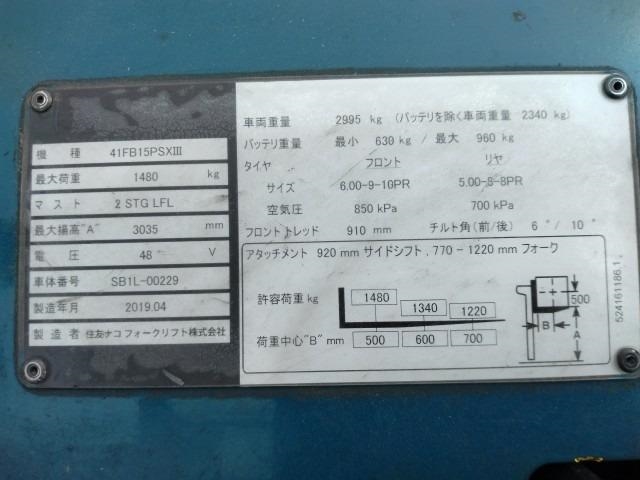 機種 41FB15PSXⅢ
最大荷重 1480 kg
マスト 2 STG LFL
最大揚高"A" 3035 mm
電圧 48 V
車体番号 SB1L-00229
製造年月 2019.04
製造者 住友ナコ フォークリフト株式会社
車両重量 2995 kg (バッテリを除く車両重量 2340 kg)
バッテリ重量 最小 630 kg / 最大 960 kg
タイヤ フロント リヤ
サイズ 6.00-9-10PR 5.00-8-8PR
空気圧 850 kPa 700 kPa
フロントトレッド 910 mm チルト角(前/後) 6°/ 10°
アタッチメント 920 mm サイドシフト, 770-1220 mm フォーク
許容荷重 kg 1480 1340 1220
荷重中心"B" mm 500 600 700
500
B
A
524161186.1